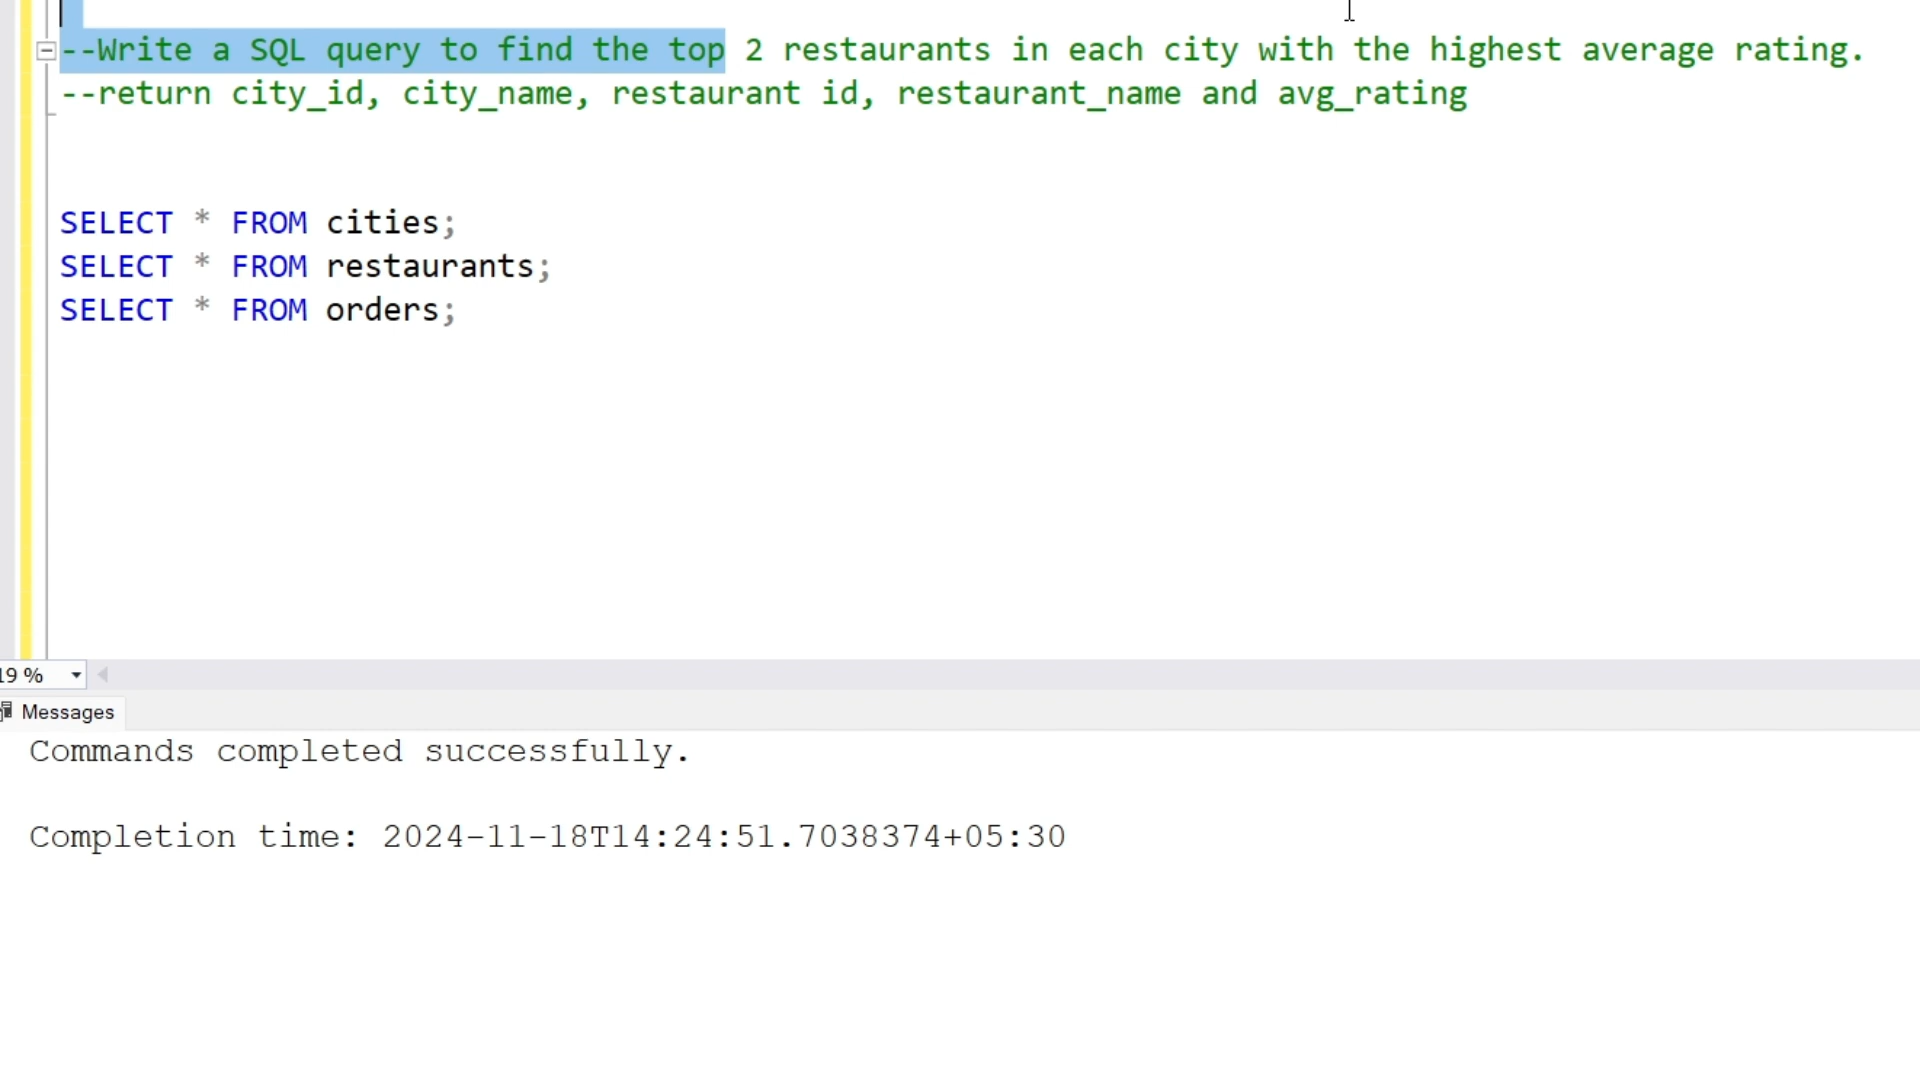 --Write a SQL query to find the top 2 restaurants in each city with the highest average rating.
--return city_id, city_name, restaurant id, restaurant_name and avg_rating
SELECT * FROM cities;
SELECT * FROM restaurants;
SELECT * FROM orders;
19 %
Messages
Commands completed successfully.
Completion time: 2024-11-18T14:24:51.7038374+05:30